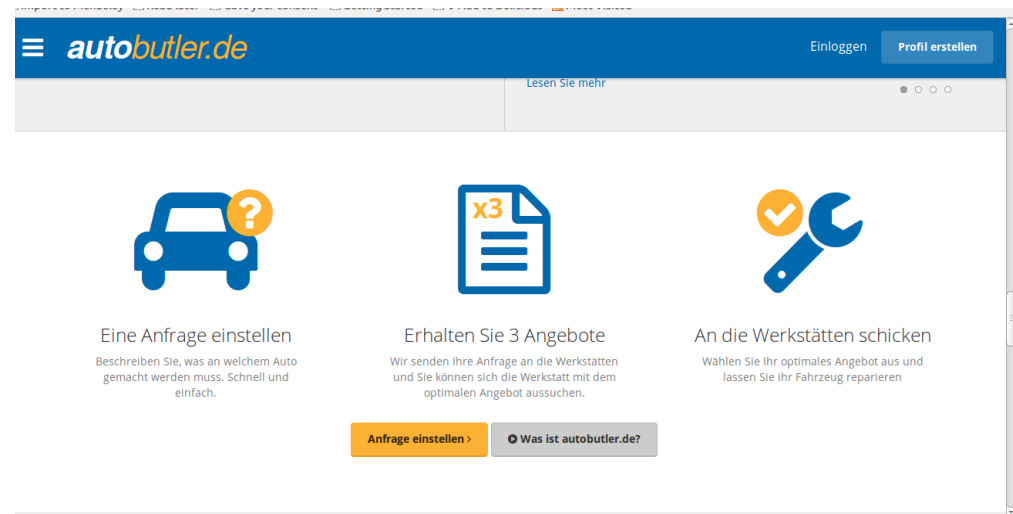 autobutler.de
Einloggen
Profil erstellen
Lesen Sie mehr
?
x3
Eine Anfrage einstellen
Beschreiben Sie, was an welchem Auto
gemacht werden muss. Schnell und
einfach.
Erhalten Sie 3 Angebote
Wir senden Ihre Anfrage an die Werkstätten
und Sie können sich die Werkstatt mit dem
optimalen Angebot aussuchen.
An die Werkstätten schicken
Wählen Sie Ihr optimales Angebot aus und
lassen Sie ihr Fahrzeug reparieren
Anfrage einstellen ›
Was ist autobutler.de?